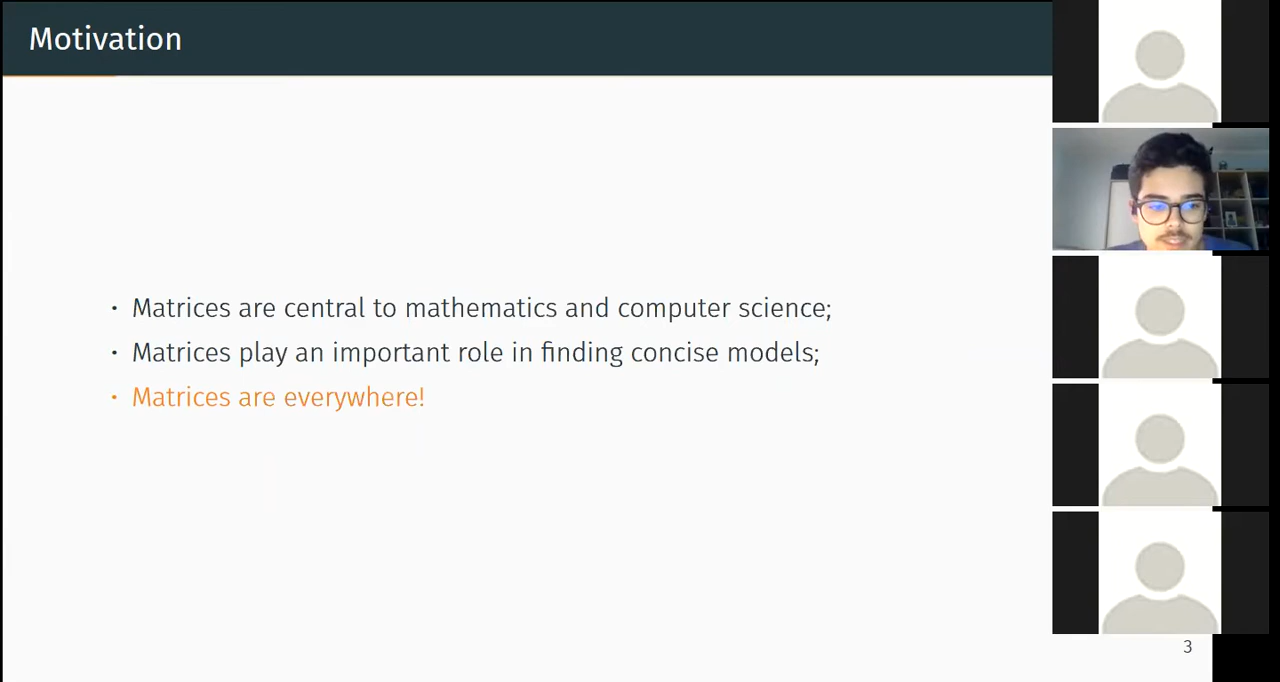 Motivation
• Matrices are central to mathematics and computer science;
• Matrices play an important role in finding concise models;
• Matrices are everywhere!
3